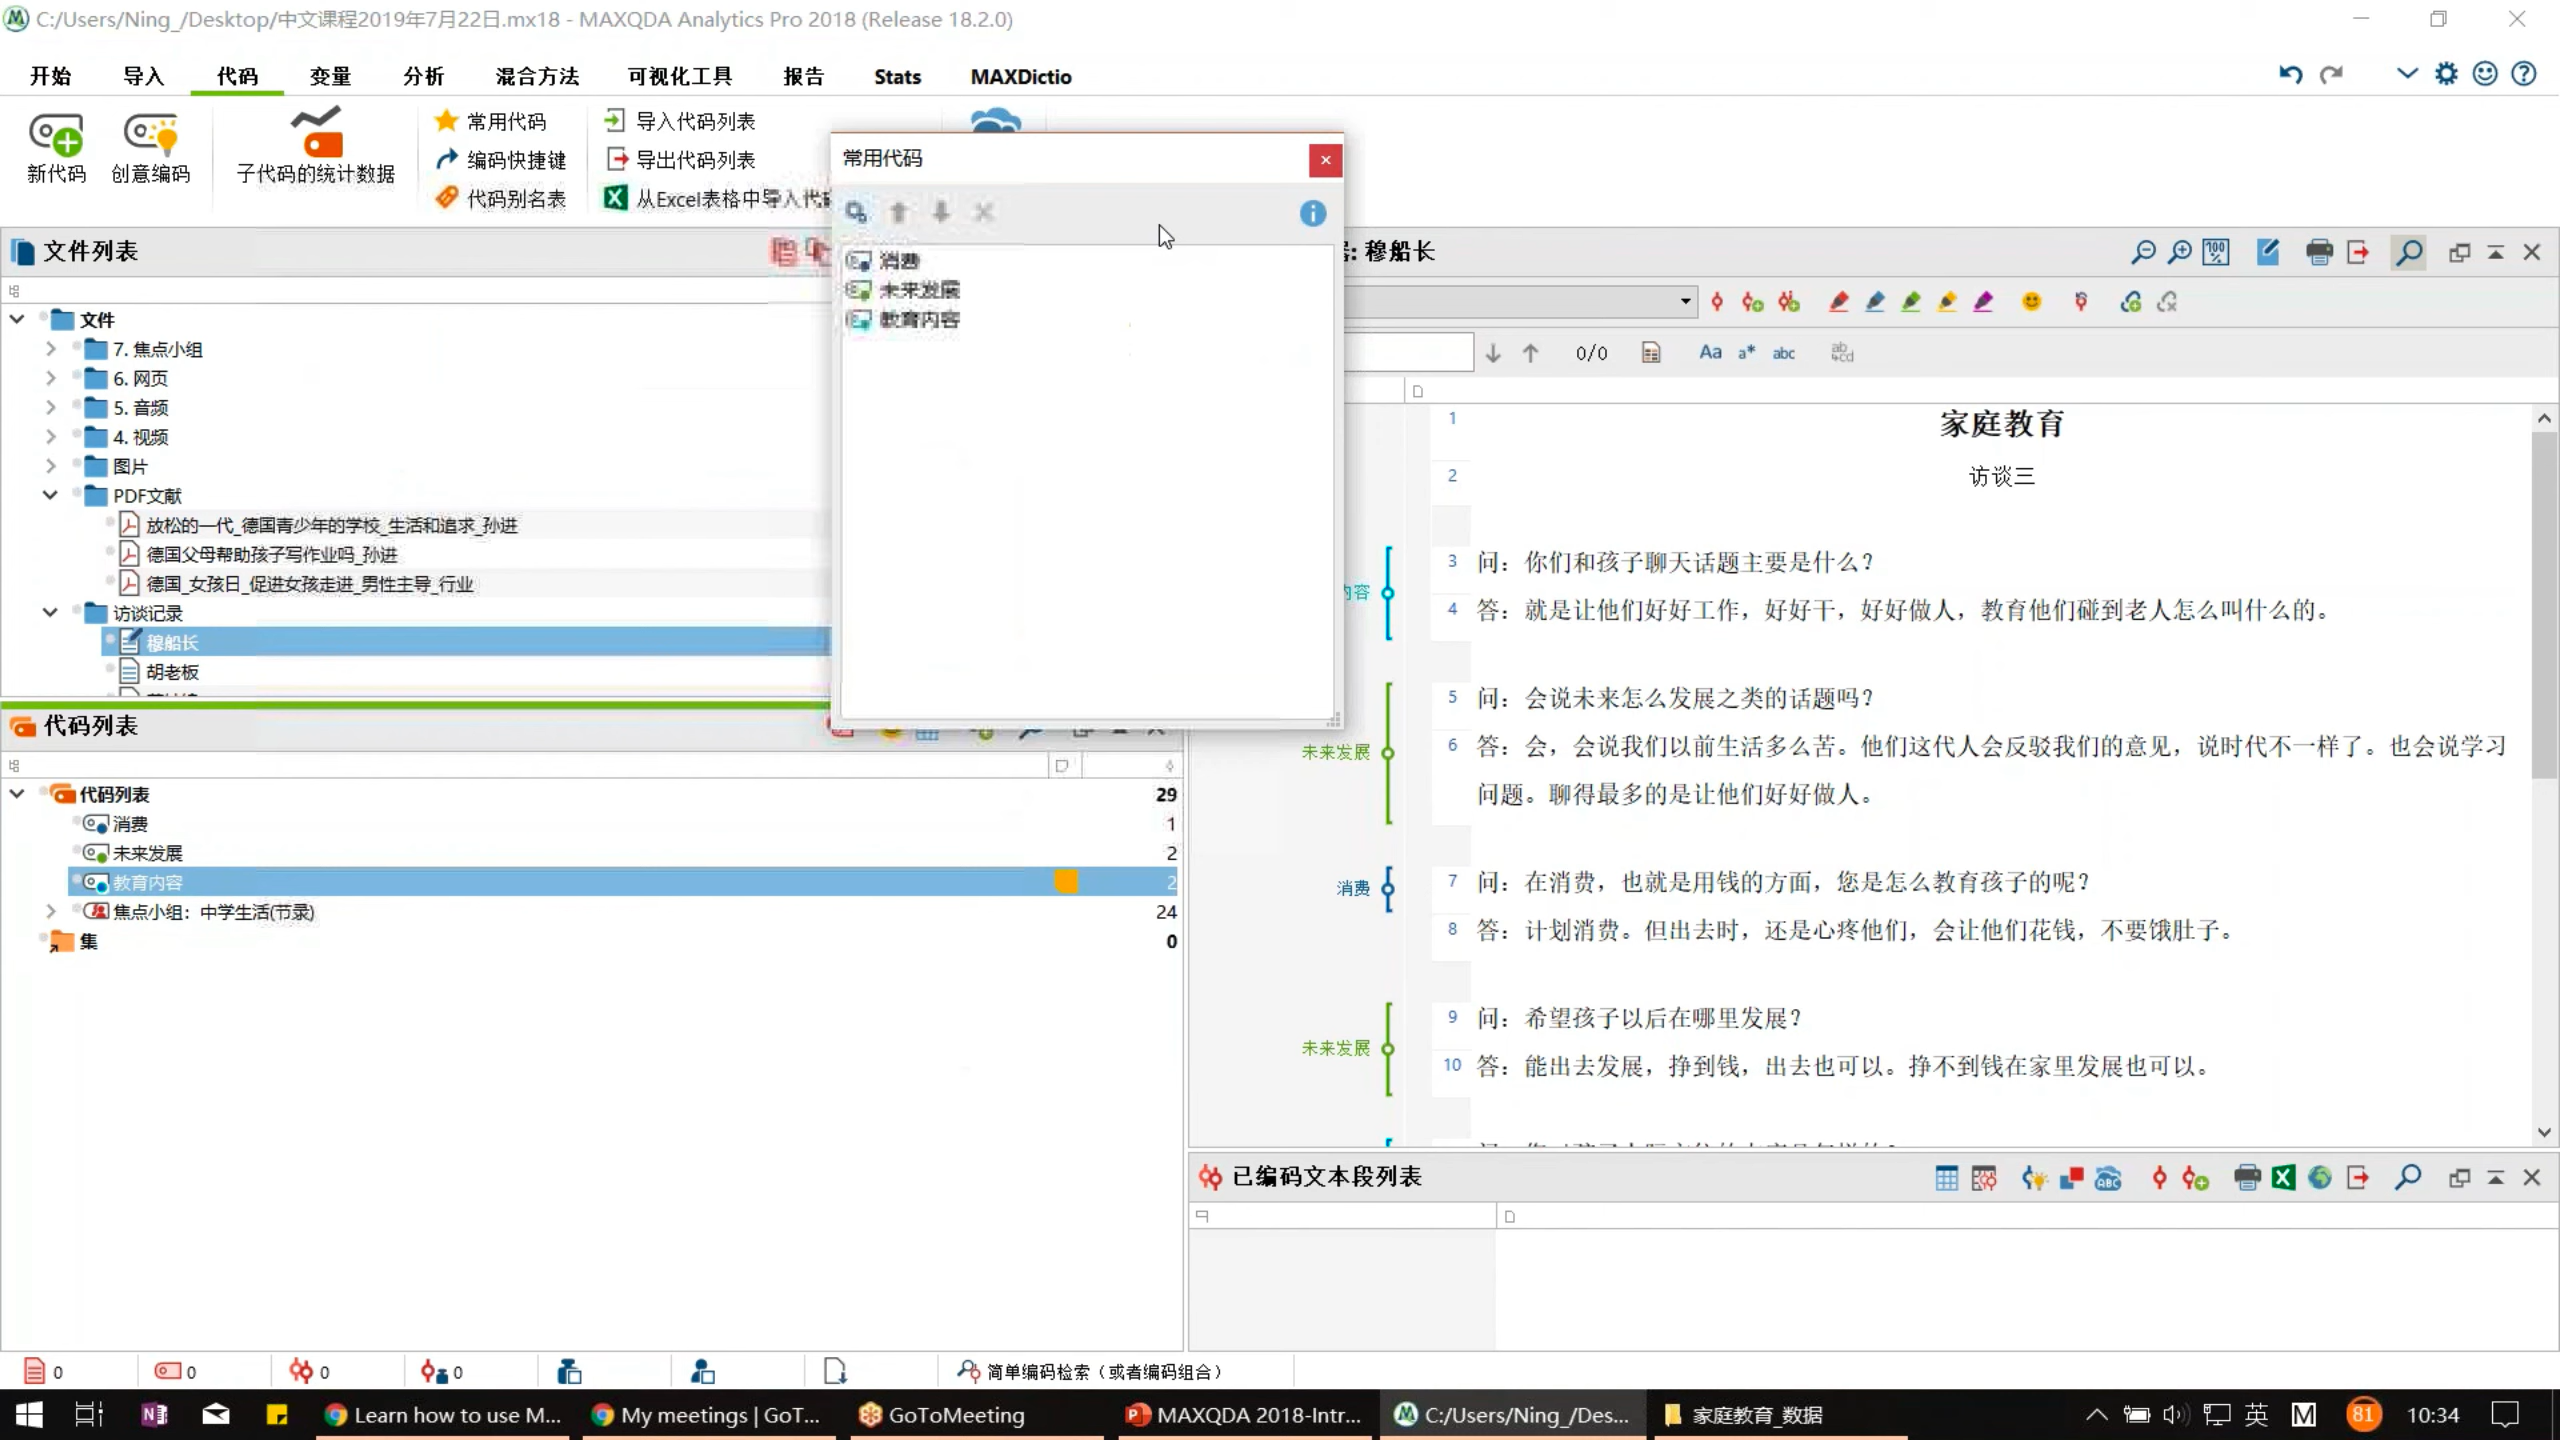 C:/Users/Ning_/Desktop/中文课程2019年7月22日.mx18 - MAXQDA Analytics Pro 2018 (Release 18.2.0)
开始 导入 代码 变量 分析 混合方法 可视化工具 报告 Stats MAXDictio
新代码 创意编码 子代码的统计数据
常用代码
编码快捷键
代码别名表
导入代码列表
导出代码列表
从Excel表格中导入代
常用代码
消费
未来发展
教育内容
文件列表
文件
7. 焦点小组
6. 网页
5. 音频
4. 视频
图片
PDF文献
放松的一代_德国青少年的学校_生活和追求_孙进
德国父母帮助孩子写作业吗_孙进
德国_女孩日_促进女孩走进_男性主导_行业
访谈记录
穆船长
胡老板
代码列表
代码列表 29
消费 1
未来发展 2
教育内容 2
焦点小组：中学生活(节录) 24
集 0
: 穆船长
0/0 Aa a* abc
1 家庭教育
2 访谈三
3 问：你们和孩子聊天话题主要是什么？
内容
4 答：就是让他们好好工作，好好干，好好做人，教育他们碰到老人怎么叫什么的。
5 问：会说未来怎么发展之类的话题吗？
未来发展
6 答：会，会说我们以前生活多么苦。他们这代人会反驳我们的意见，说时代不一样了。也会说学习
问题。聊得最多的是让他们好好做人。
消费
7 问：在消费，也就是用钱的方面，您是怎么教育孩子的呢？
8 答：计划消费。但出去时，还是心疼他们，会让他们花钱，不要饿肚子。
9 问：希望孩子以后在哪里发展？
未来发展
10 答：能出去发展，挣到钱，出去也可以。挣不到钱在家里发展也可以。
已编码文本段列表
0 0 0 0 简单编码检索（或者编码组合）
Learn how to use M... My meetings | GoT... GoToMeeting MAXQDA 2018-Intr... C:/Users/Ning_/Des... 家庭教育_数据 英 M 81 10:34